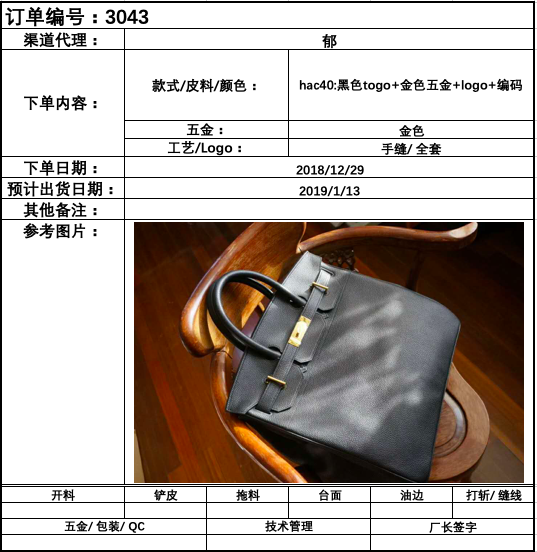 订单编号：3043
渠道代理： 郁
下单内容： 款式/皮料/颜色： hac40:黑色togo+金色五金+logo+编码
五金： 金色
工艺/Logo： 手缝/ 全套
下单日期： 2018/12/29
预计出货日期： 2019/1/13
其他备注：
参考图片：
开料 铲皮 拖料 台面 油边 打斩/ 缝线
五金/ 包装/ QC 技术管理 厂长签字